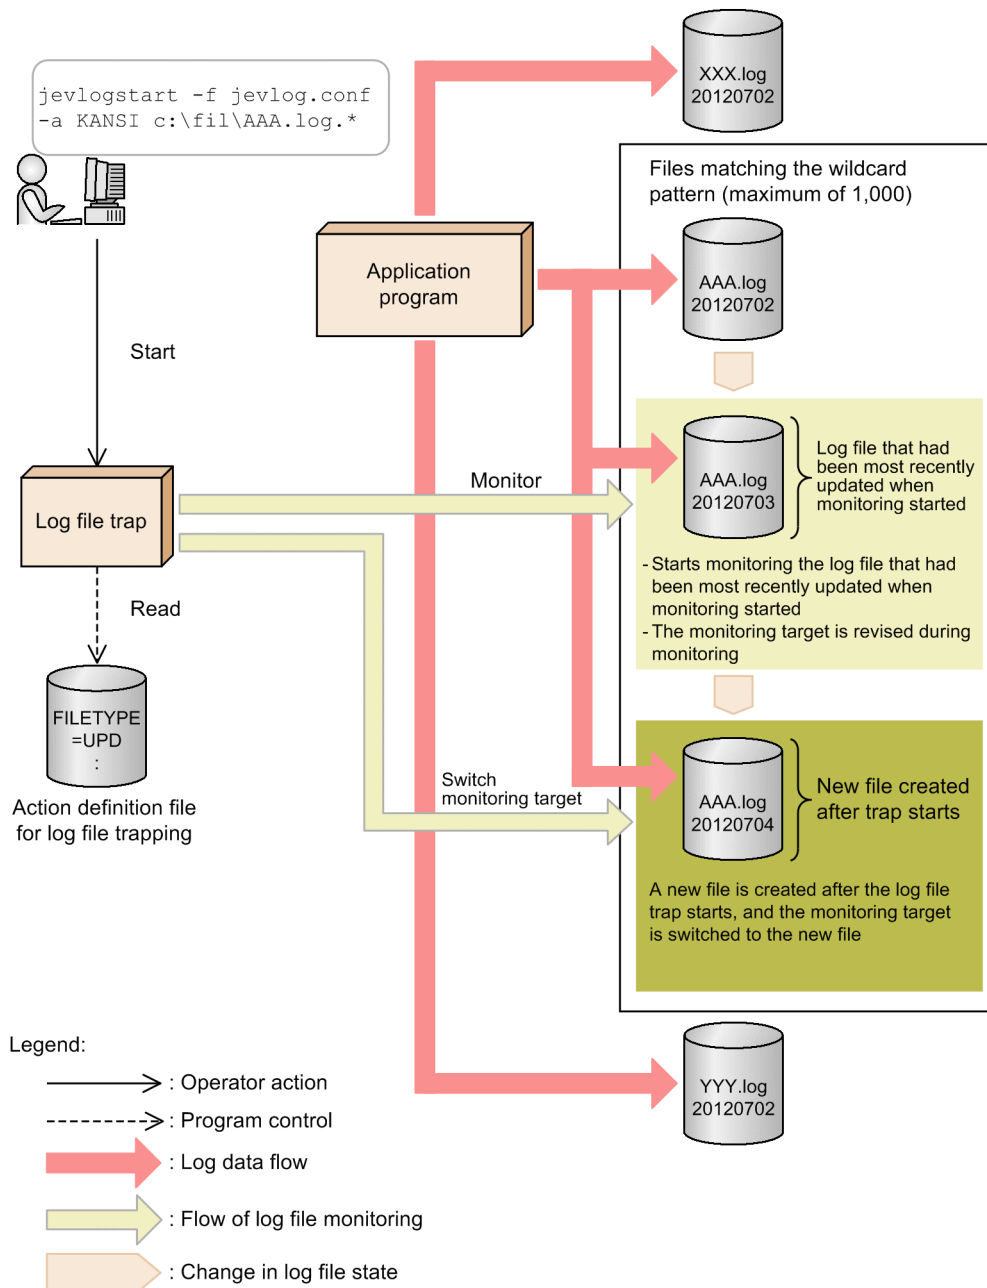 XXX.log
20120702
jevlogstart -f jevlog.conf
-a KANSI c:\fil\AAA.log.*
Files matching the wildcard
pattern (maximum of 1,000)
Application
program
AAA.log
20120702
Start
Log file trap
Monitor
AAA.log
20120703
Log file that had
been most recently
updated when
monitoring started
- Starts monitoring the log file that had
been most recently updated when
monitoring started
- The monitoring target is revised during
monitoring
Read
FILETYPE
=UPD
:
Action definition file
for log file trapping
Switch
monitoring target
AAA.log
20120704
New file created
after trap starts
A new file is created after the log file
trap starts, and the monitoring target
is switched to the new file
YYY.log
20120702
Legend:
: Operator action
: Program control
: Log data flow
: Flow of log file monitoring
: Change in log file state